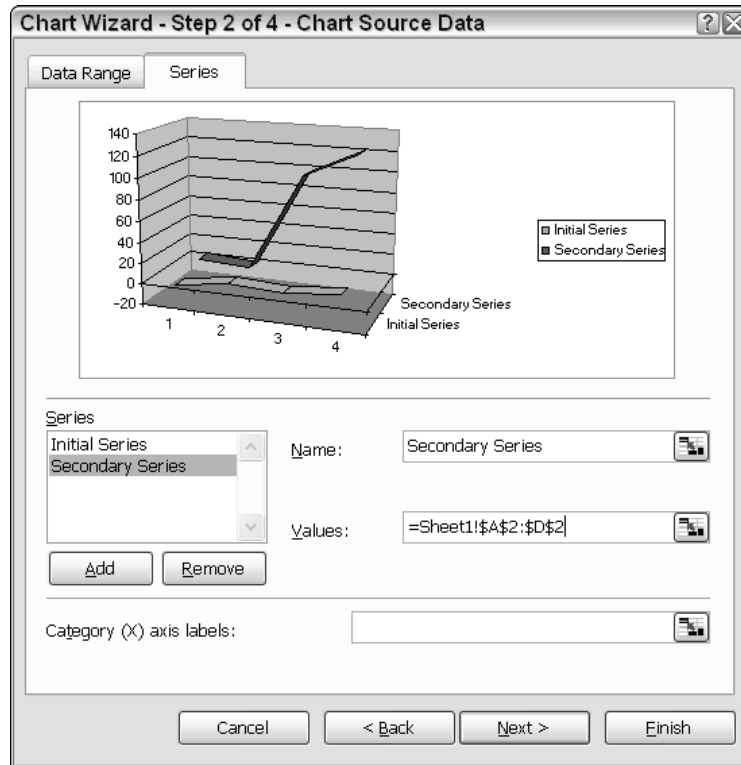 Chart Wizard - Step 2 of 4 - Chart Source Data
Data Range
Series
140
120
100
80
60
40
20
0
-20
1
2
3
4
Secondary Series
Initial Series
Initial Series
Secondary Series
Series
Initial Series
Secondary Series
Name:
Secondary Series
Values:
=Sheet1!$A$2:$D$2
Add
Remove
Category (X) axis labels:
Cancel
< Back
Next >
Finish